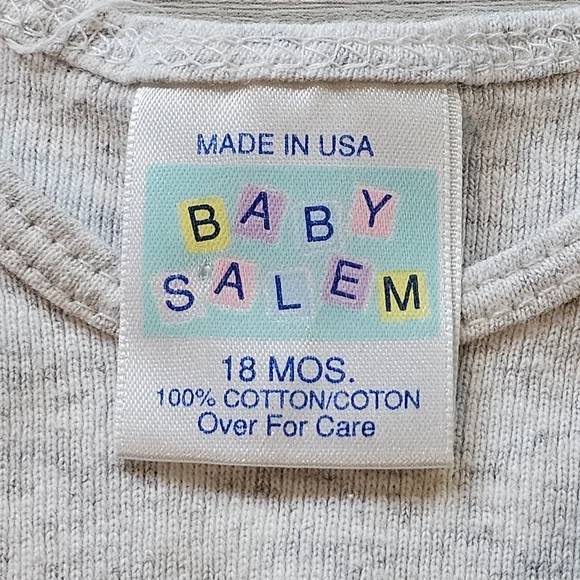 MADE IN USA
BABY
SALEM
18 MOS.
100% COTTON/COTON
Over For Care